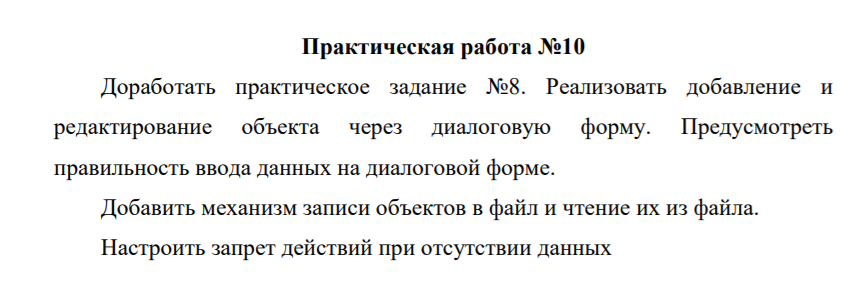 Практическая работа №10
Доработать практическое задание №8. Реализовать добавление и
редактирование объекта через диалоговую форму. Предусмотреть
правильность ввода данных на диалоговой форме.
Добавить механизм записи объектов в файл и чтение их из файла.
Настроить запрет действий при отсутствии данных